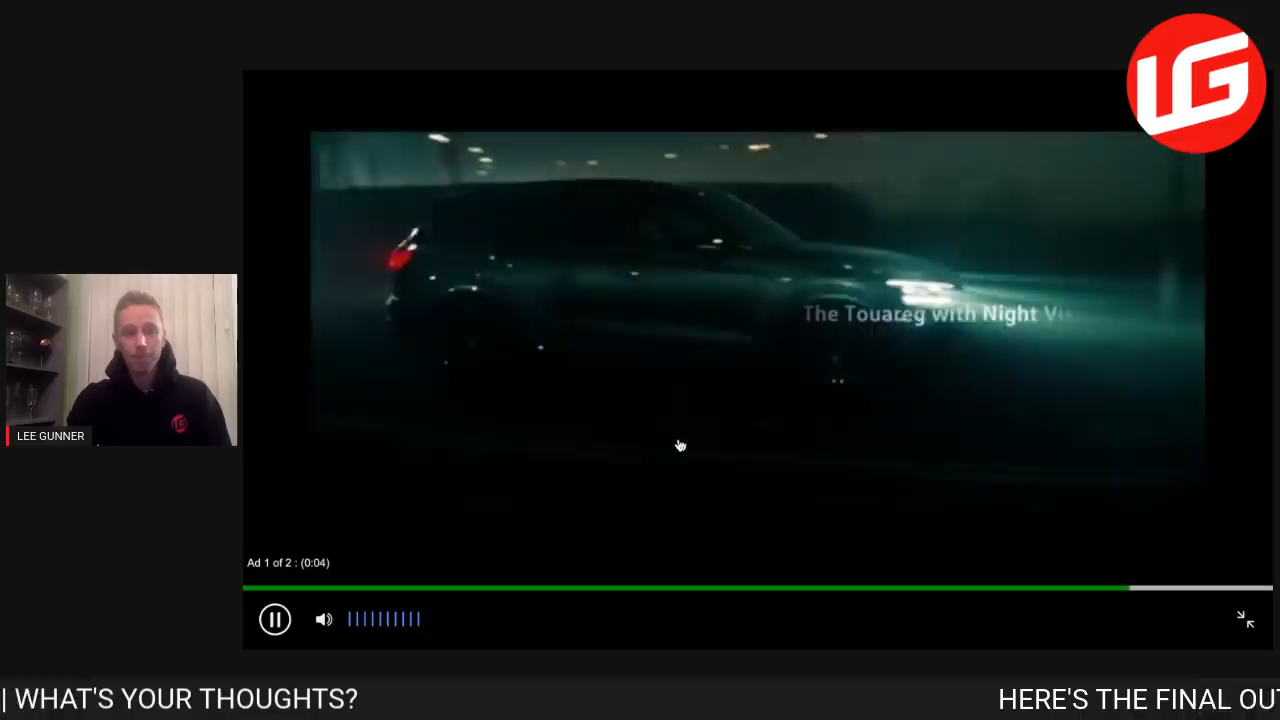 LG
The Touareg with Night
LEE GUNNER
LG
Ad 1 of 2 : (0:04)
| WHAT'S YOUR THOUGHTS?
HERE'S THE FINAL